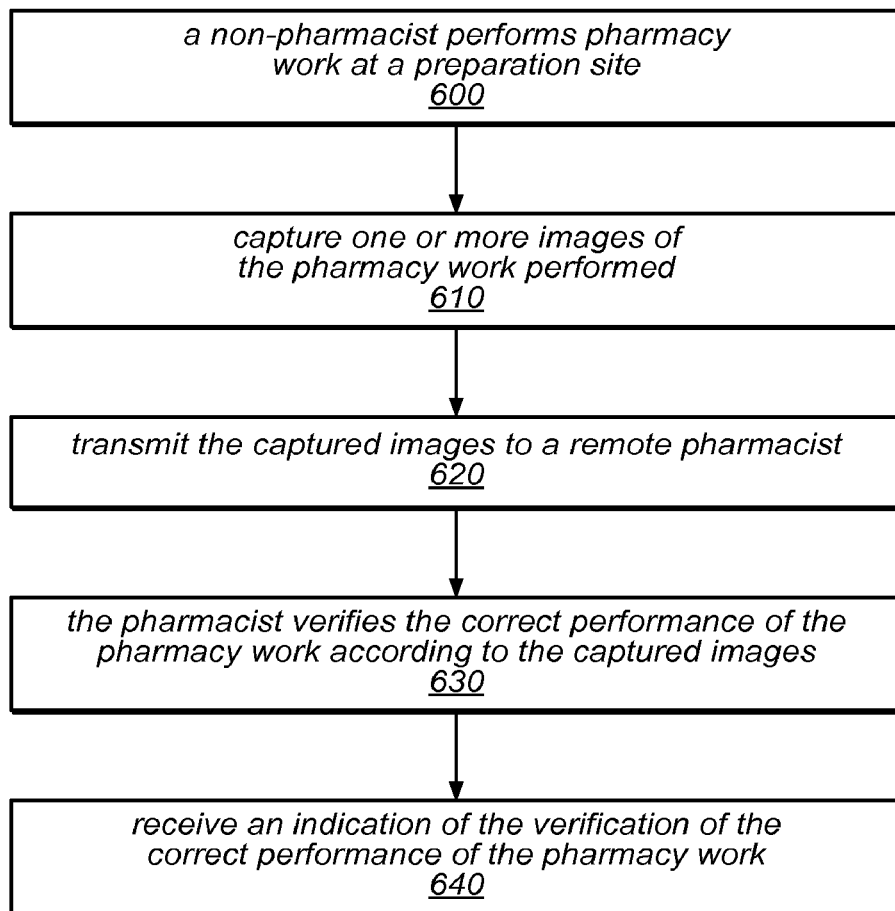 a non-pharmacist performs pharmacy
work at a preparation site
600
capture one or more images of
the pharmacy work performed
610
transmit the captured images to a remote pharmacist
620
the pharmacist verifies the correct performance of the
pharmacy work according to the captured images
630
receive an indication of the verification of the
correct performance of the pharmacy work
640